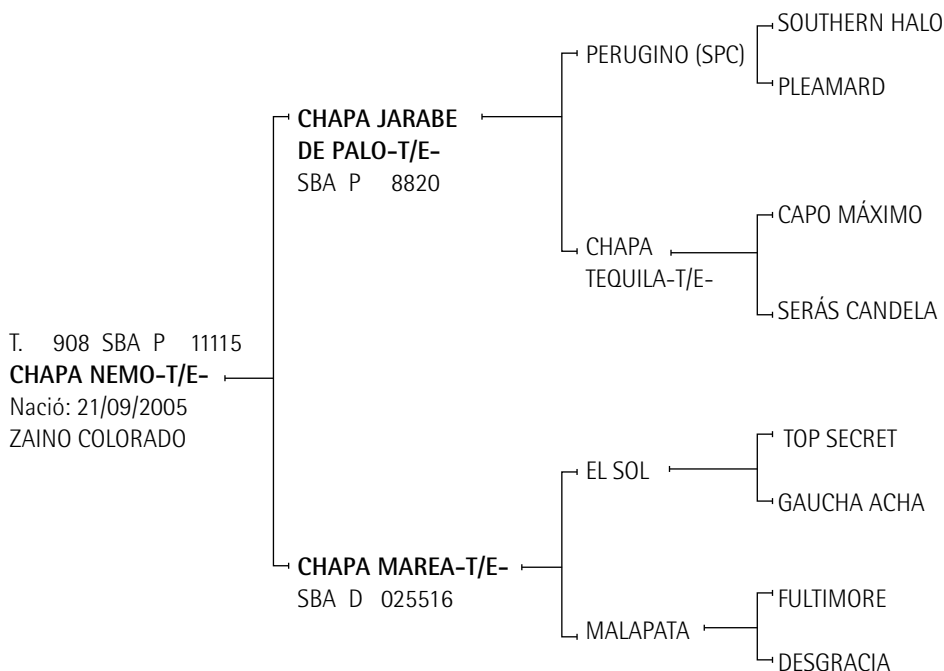 SOUTHERN HALO
PERUGINO (SPC)
PLEAMARD
CHAPA JARABE
DE PALO-T/E-
SBA P 8820
CAPO MÁXIMO
CHAPA
TEQUILA-T/E-
SERÁS CANDELA
T. 908 SBA P 11115
CHAPA NEMO-T/E-
Nació: 21/09/2005
ZAINO COLORADO
TOP SECRET
EL SOL
GAUCHA ACHA
CHAPA MAREA-T/E-
SBA D 025516
FULTIMORE
MALAPATA
DESGRACIA